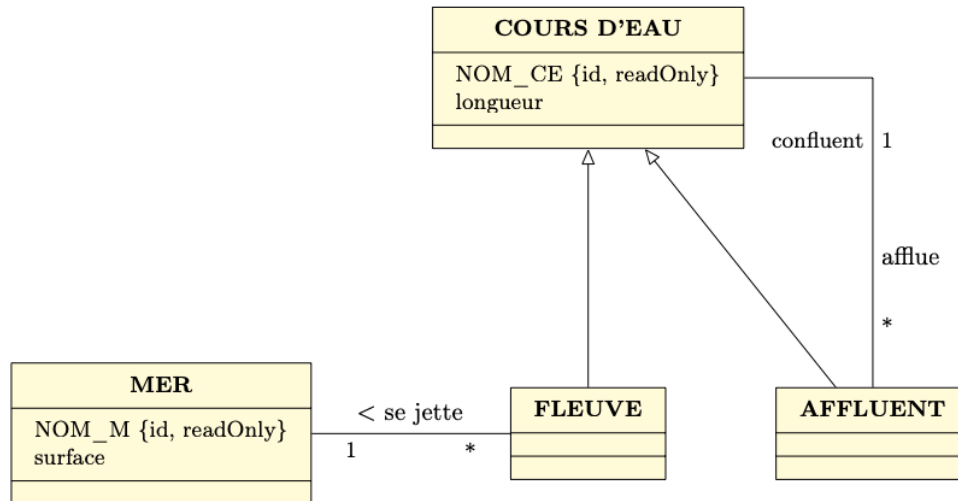 COURS D'EAU
NOM_CE {id, readOnly}
longueur
confluent 1
afflue
*
MER
NOM_M {id, readOnly}
surface
< se jette
1 *
FLEUVE
AFFLUENT